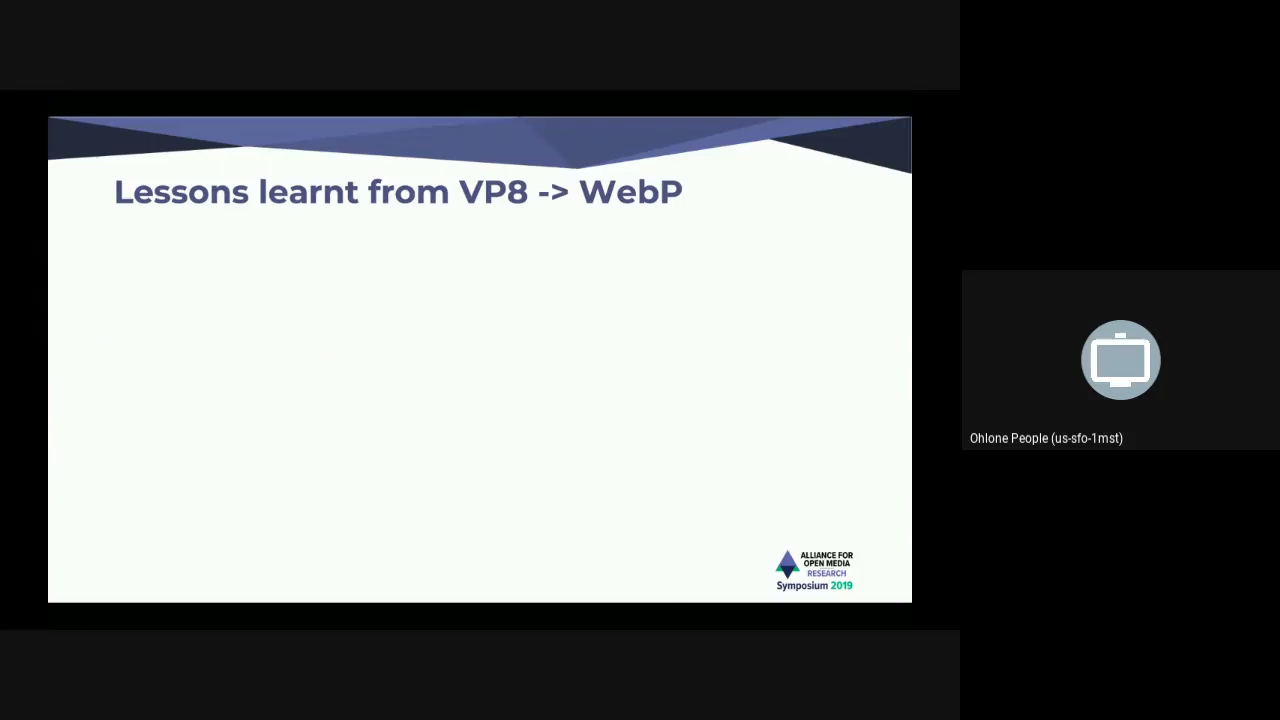 Lessons learnt from VP8 -> WebP
Ohlone People (us-sfo-1mst)
ALLIANCE FOR
OPEN MEDIA
RESEARCH
Symposium 2019